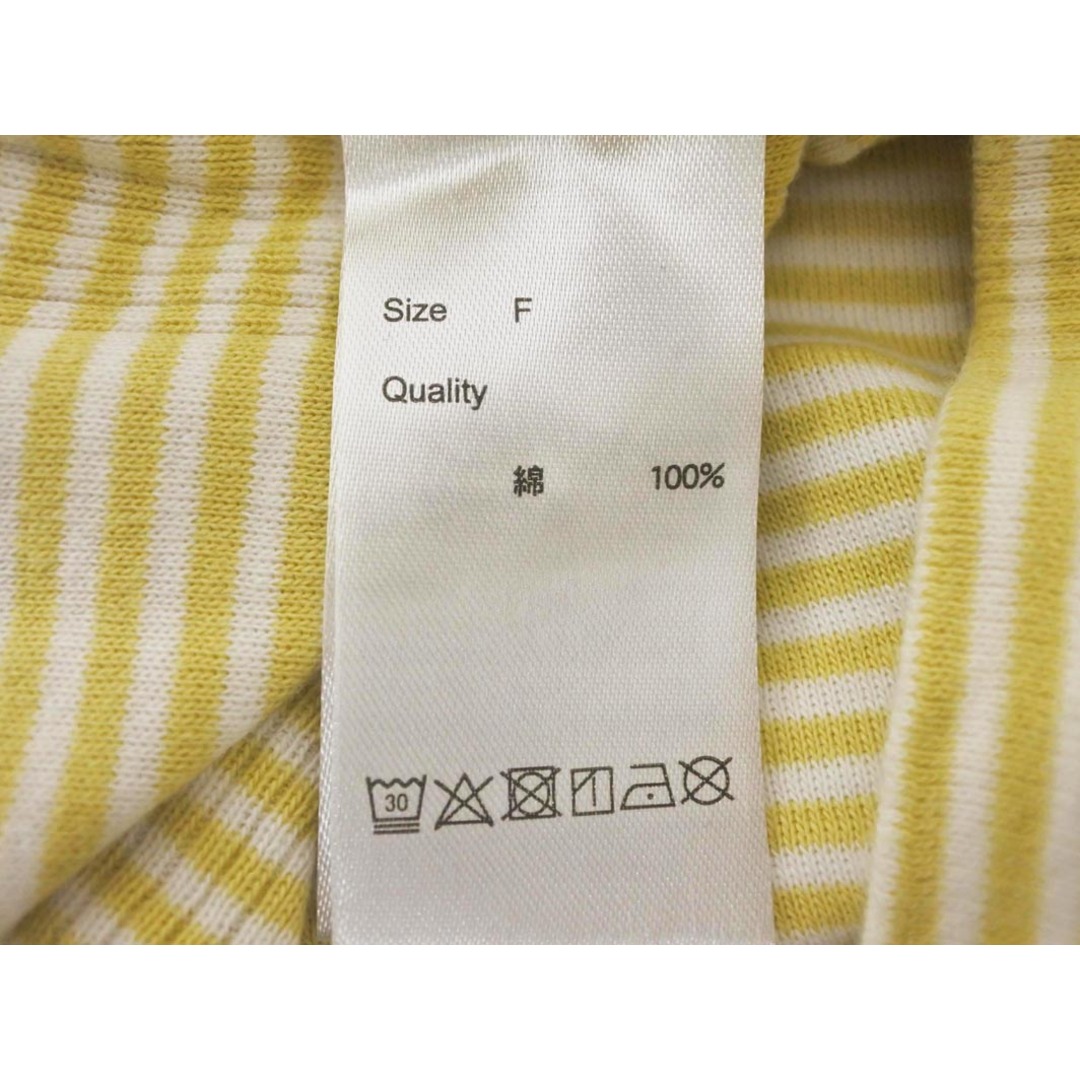 Size F
Quality
綿 100%
30